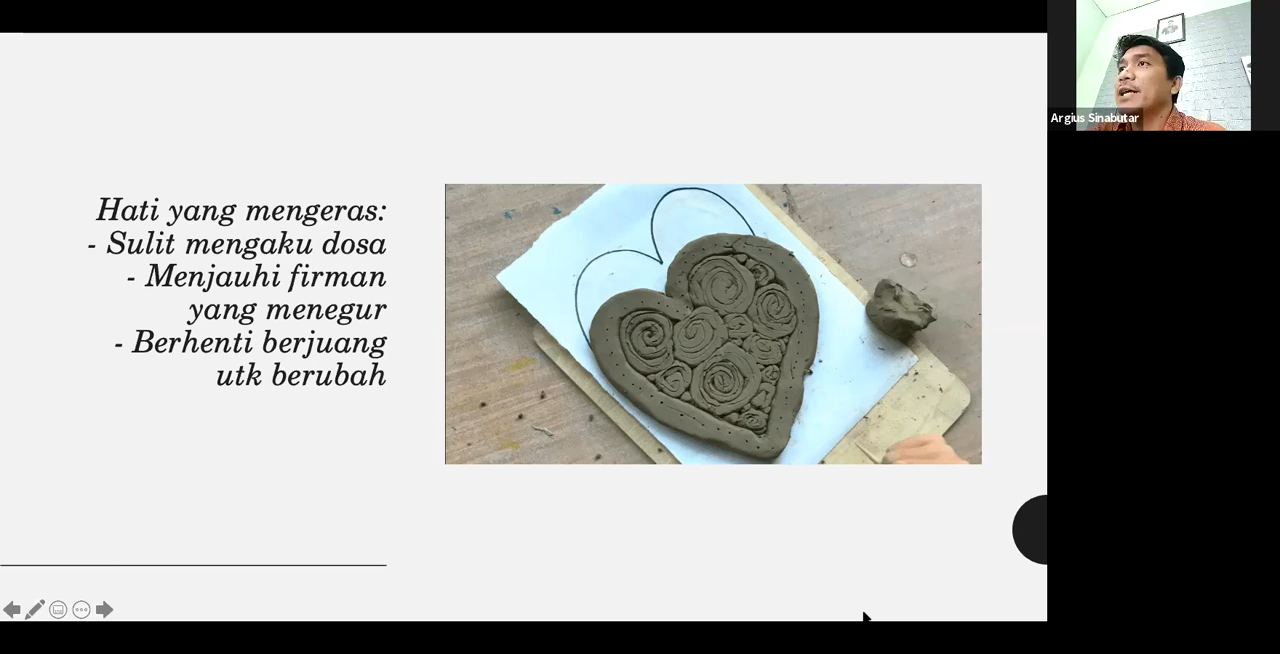 Hati yang mengeras:
- Sulit mengaku dosa
- Menjauhi firman
yang menegur
- Berhenti berjuang
utk berubah
Argius Sinabutar